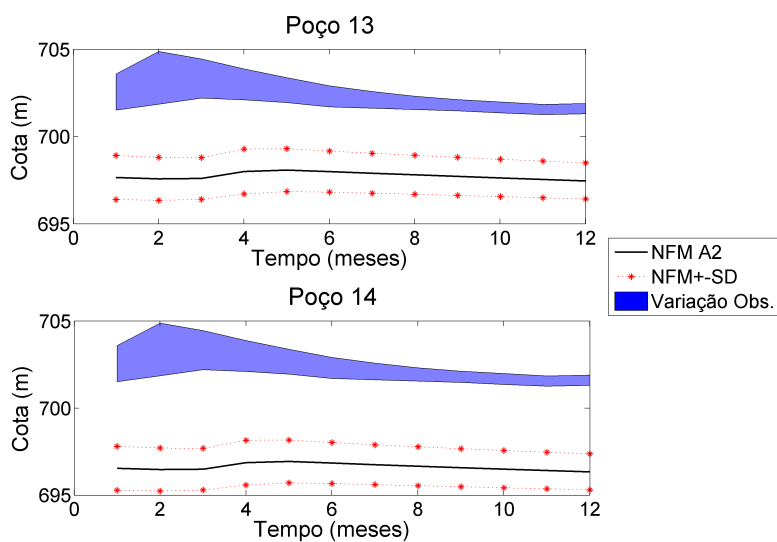 Poço 13
705
700
695
Cota (m)
0 2 4 6 8 10 12
Tempo (meses)
NFM A2
NFM+-SD
Variação Obs.
Poço 14
705
700
695
Cota (m)
0 2 4 6 8 10 12
Tempo (meses)